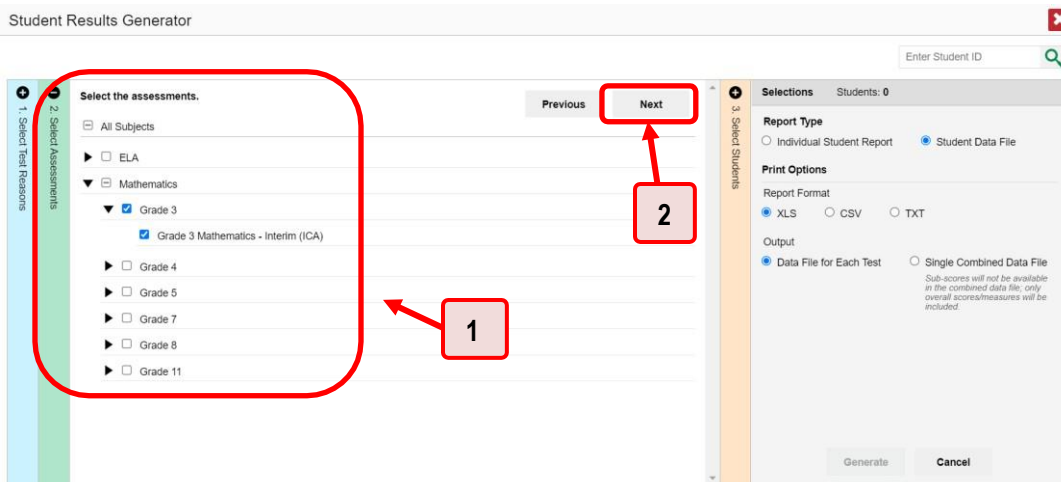 Student Results Generator
Enter Student ID
1. Select Test Reasons
2. Select Assessments
Select the assessments.
Previous
Next
All Subjects
ELA
Mathematics
Grade 3
Grade 3 Mathematics - Interim (ICA)
Grade 4
Grade 5
Grade 7
Grade 8
Grade 11
1
2
3. Select Students
Selections Students: 0
Report Type
Individual Student Report Student Data File
Print Options
Report Format
XLS CSV TXT
Output
Data File for Each Test Single Combined Data File
Sub-scores will not be available
in the combined data file; only
overall scores/measures will be
included.
Generate Cancel